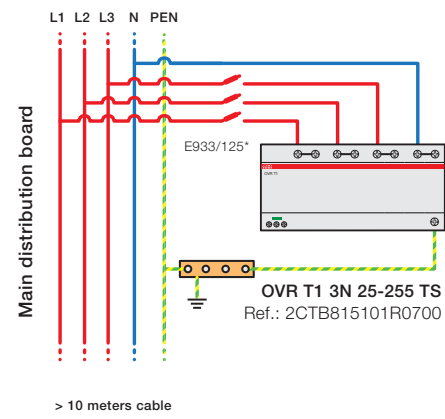 L1 L2 L3 N PEN
Main distribution board
E933/125*
ABB
OVR T1
OVR T1 3N 25-255 TS
Ref.: 2CTB815101R0700
> 10 meters cable